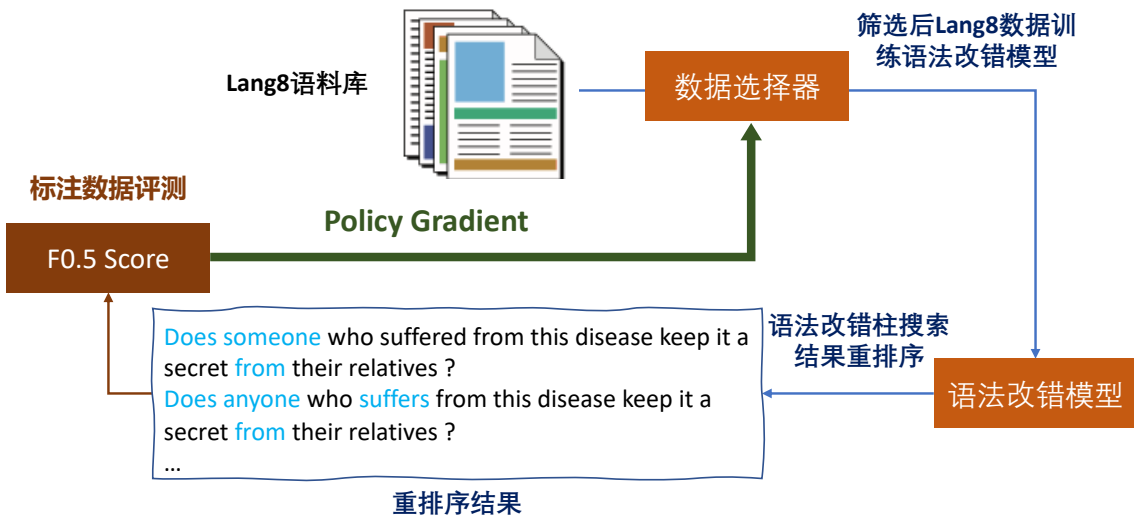 筛选后Lang8数据训
练语法改错模型
Lang8语料库
数据选择器
标注数据评测
Policy Gradient
F0.5 Score
语法改错柱搜索
结果重排序
Does someone who suffered from this disease keep it a
secret from their relatives ?
Does anyone who suffers from this disease keep it a
secret from their relatives ?
...
语法改错模型
重排序结果